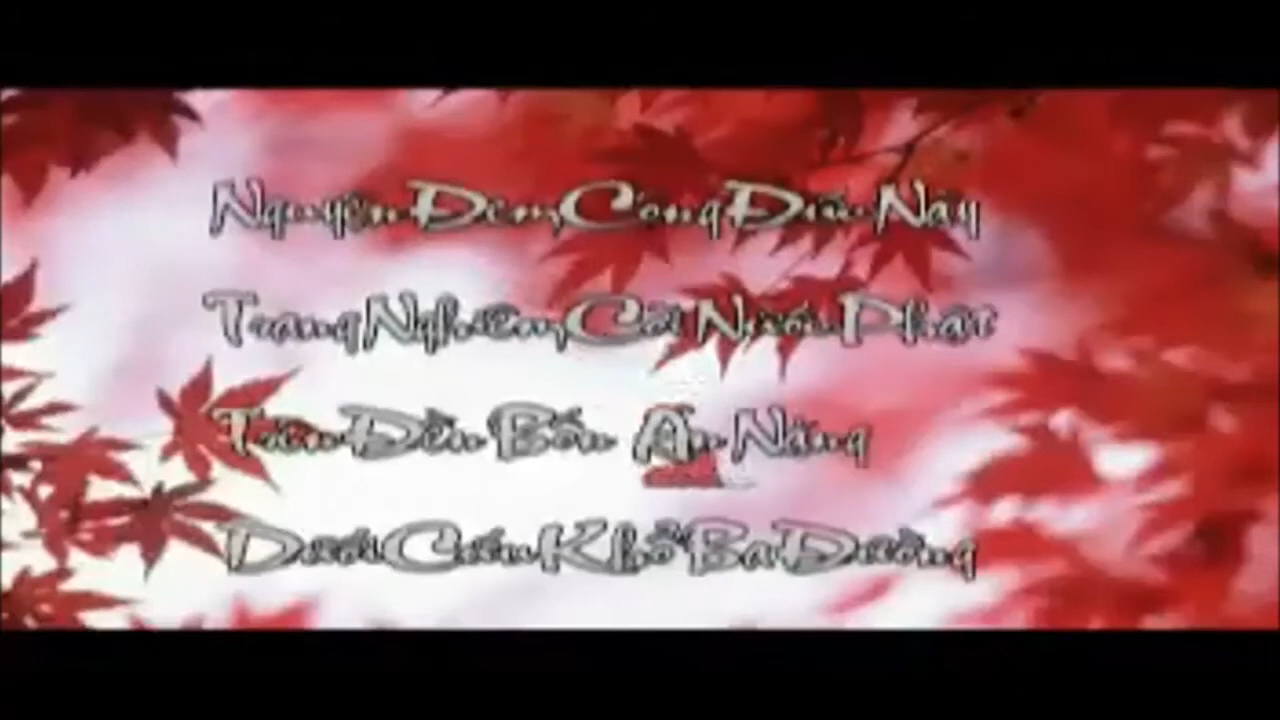 Nguyện Đem Công Đức Này
Trang Nghiêm Cõi Nước Phật
Trên Đền Bốn Ân Nặng
Dưới Cứu Khổ Ba Đường